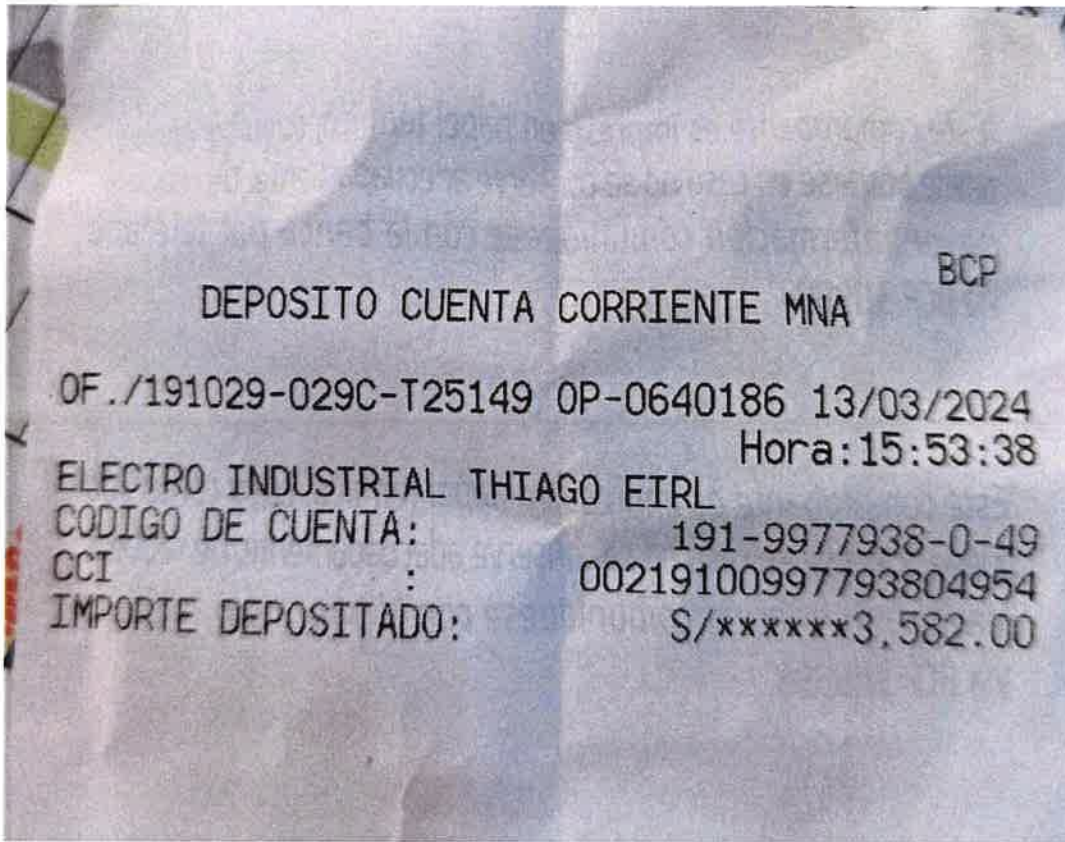 BCP
DEPOSITO CUENTA CORRIENTE MNA
OF./191029-029C-T25149 OP-0640186 13/03/2024
Hora:15:53:38
ELECTRO INDUSTRIAL THIAGO EIRL
CODIGO DE CUENTA: 191-9977938-0-49
CCI : 00219100997793804954
IMPORTE DEPOSITADO: S/******3,582.00